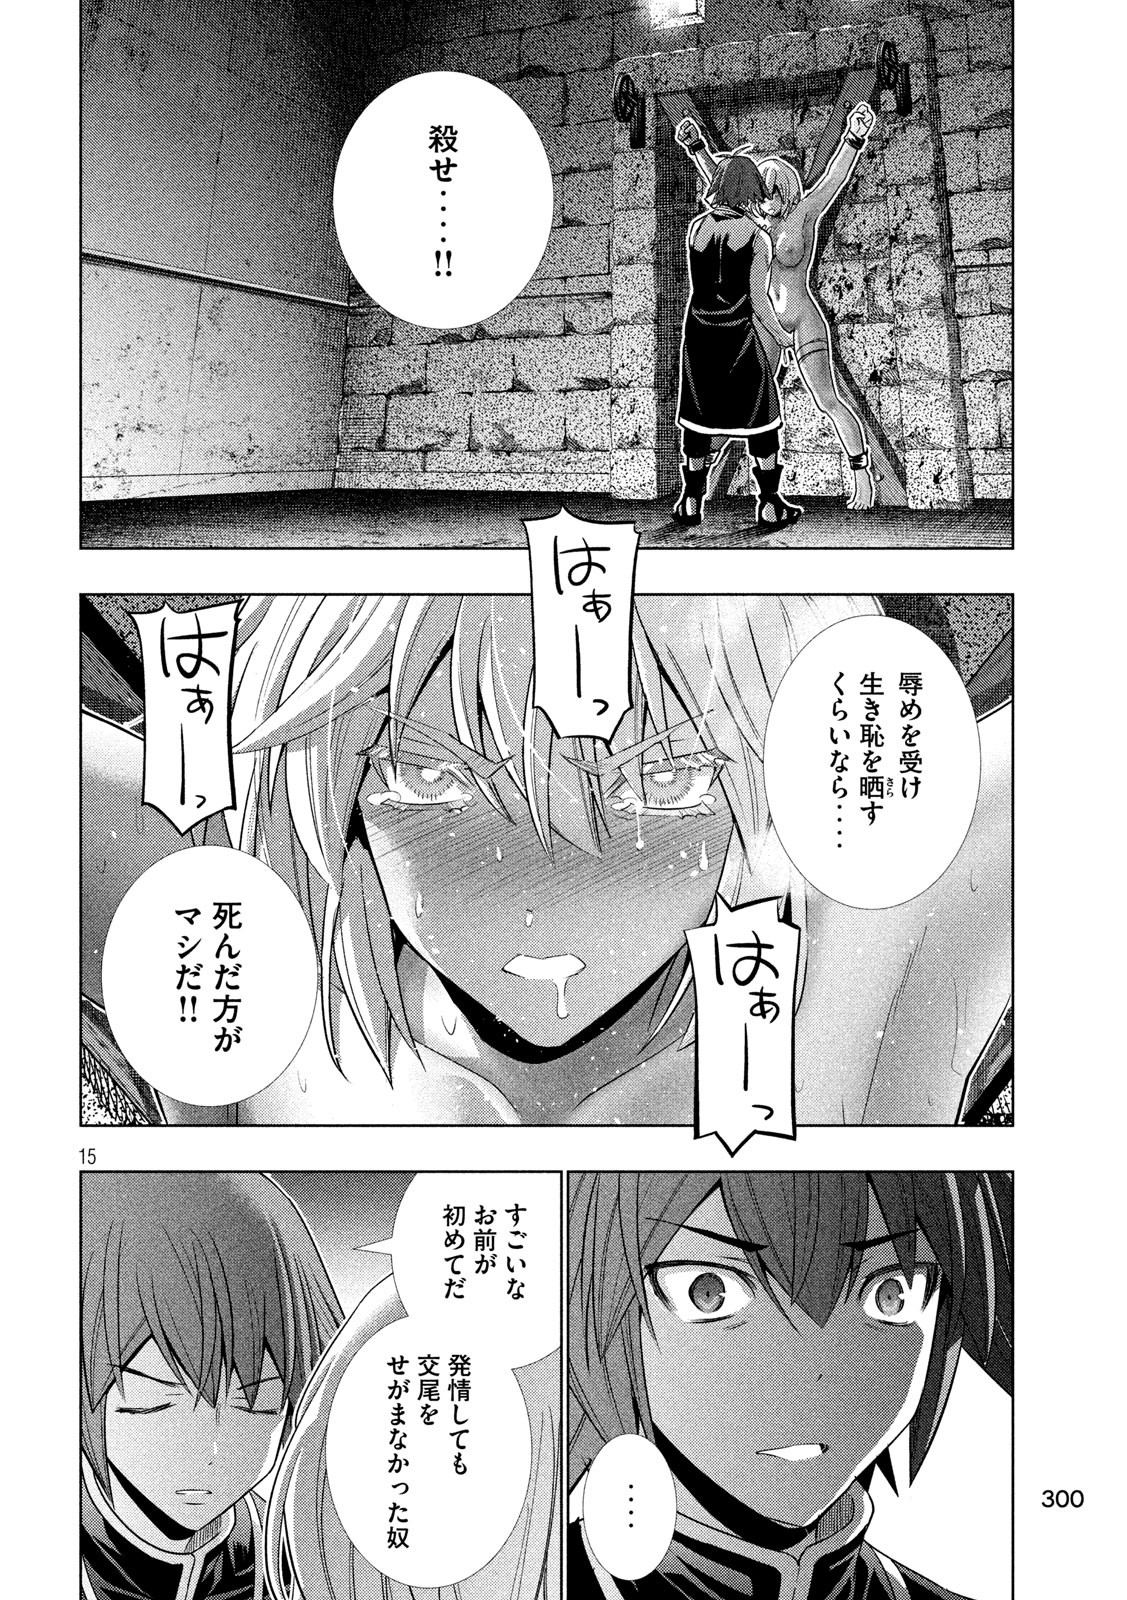 殺せ‥‥!!
はぁーっ
辱めを受け
生き恥を晒す
さら
くらいなら‥‥
はぁーっ
はぁーっ
死んだ方が
マシだ!!
15
‥‥
すごいな
お前が
初めてだ
発情しても
交尾を
せがまなかった奴
300